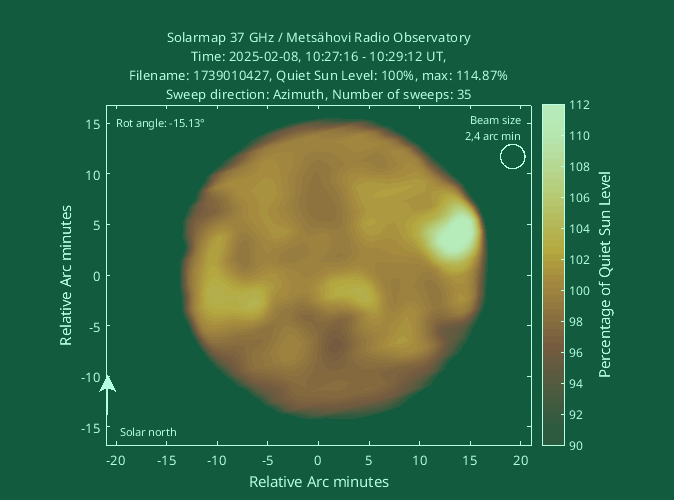 Solarmap 37 GHz / Metsähovi Radio Observatory
Time: 2025-02-08, 10:27:16 - 10:29:12 UT,
Filename: 1739010427, Quiet Sun Level: 100%, max: 114.87%
Sweep direction: Azimuth, Number of sweeps: 35
Rot angle: -15.13°
Beam size
2,4 arc min
15
10
5
0
-5
-10
-15
Relative Arc minutes
Solar north
-20 -15 -10 -5 0 5 10 15 20
Relative Arc minutes
112
110
108
106
104
102
100
98
96
94
92
90
Percentage of Quiet Sun Level